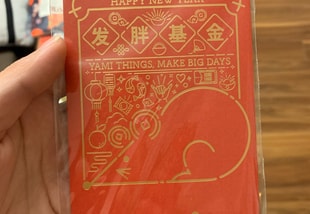 HAPPY NEW YEAR
发胖基金
YAMI THINGS, MAKE BIG DAYS